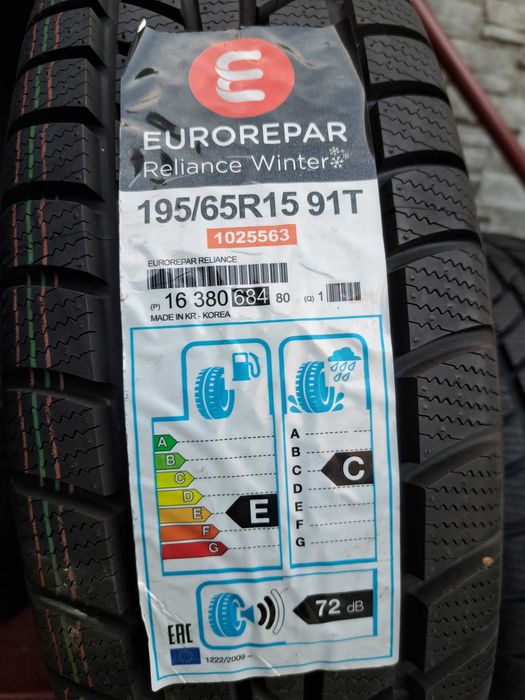 EUROREPAR
Reliance Winter
195/65R15 91T
1025563
EUROREPAR RELIANCE
(P) 16 380 684 80 (Q) 1
MADE IN KR - KOREA
A
B
C
D
E
F
G
E
A
B
C
D
E
F
G
C
72 dB
EAC
1222/2009